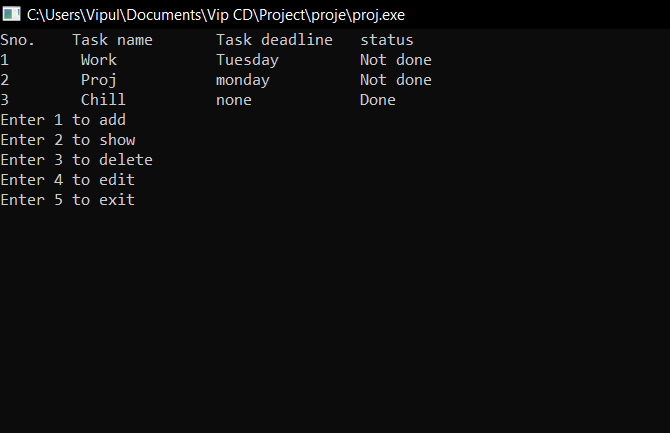 C:\Users\Vipul\Documents\Vip CD\Project\proje\proj.exe
Sno. Task name Task deadline status
1 Work Tuesday Not done
2 Proj monday Not done
3 Chill none Done
Enter 1 to add
Enter 2 to show
Enter 3 to delete
Enter 4 to edit
Enter 5 to exit